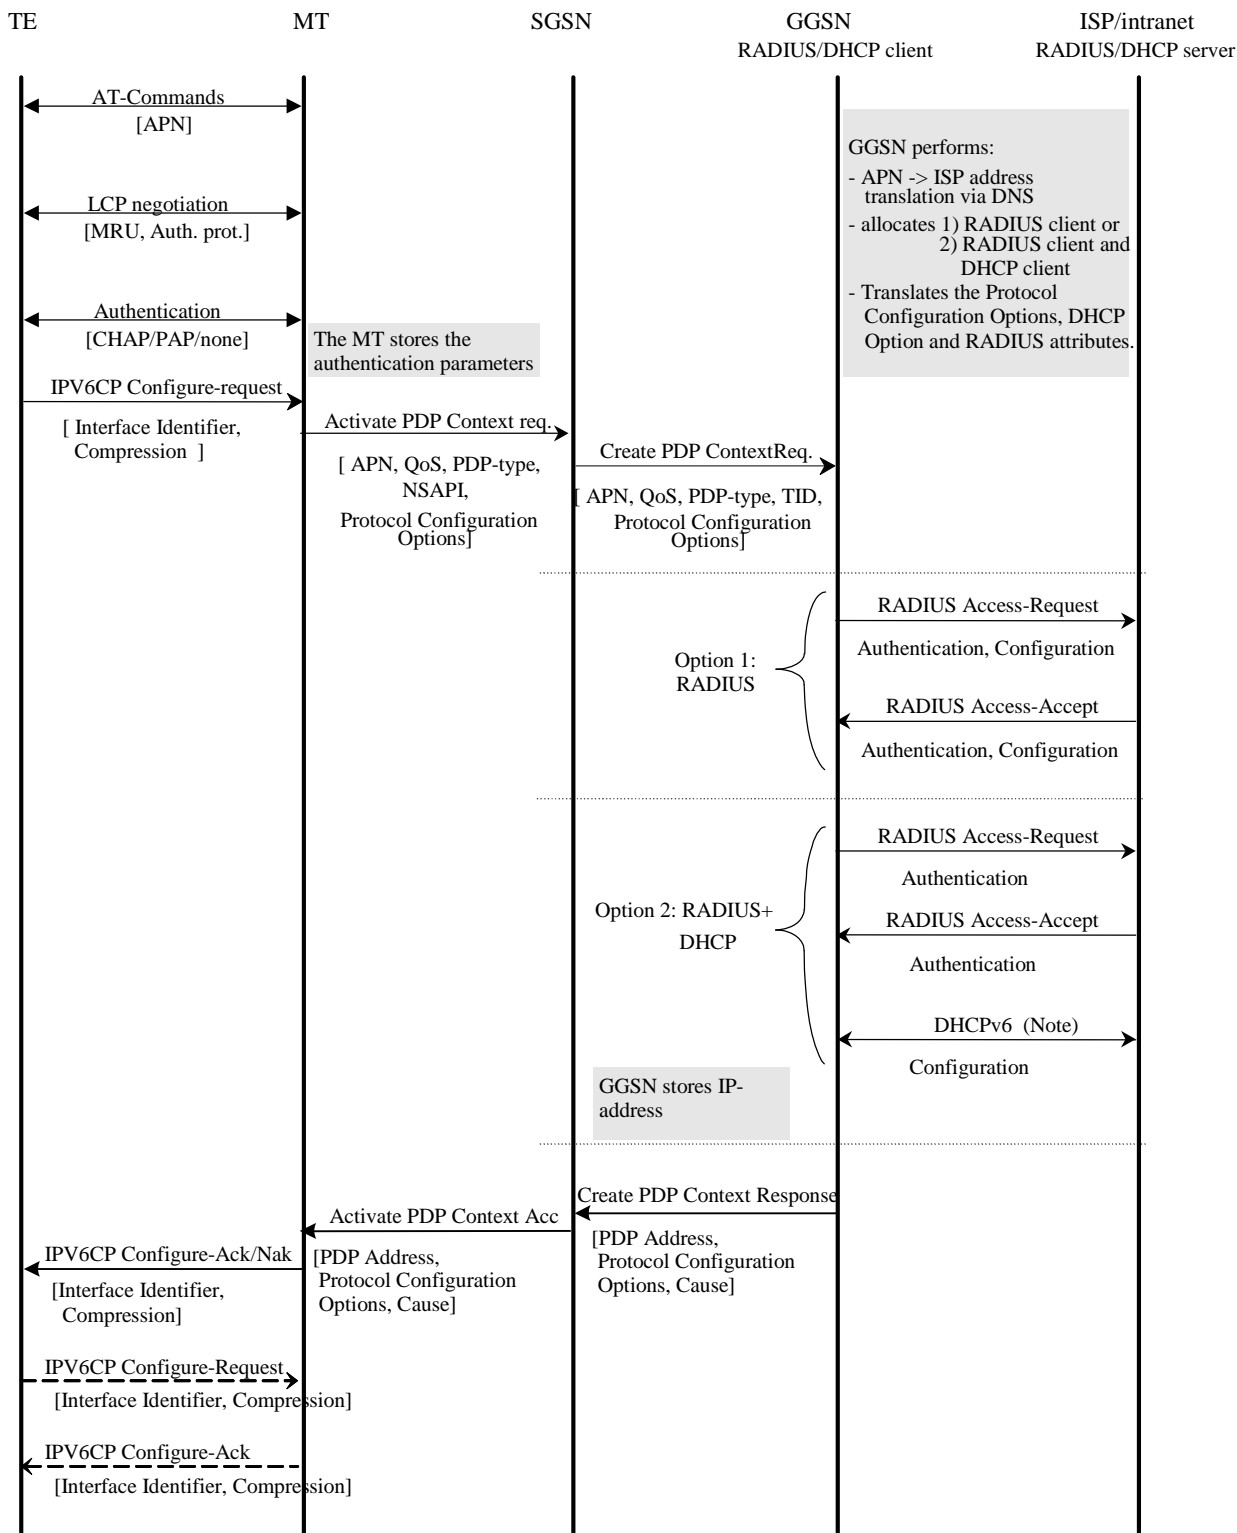 TE
MT
SGSN
GGSN
ISP/intranet
RADIUS/DHCP client
RADIUS/DHCP server
AT-Commands
[APN]
GGSN performs:
- APN -> ISP address
translation via DNS
- allocates 1) RADIUS client or
2) RADIUS client and
DHCP client
- Translates the Protocol
Configuration Options, DHCP
Option and RADIUS attributes.
LCP negotiation
[MRU, Auth. prot.]
Authentication
[CHAP/PAP/none]
The MT stores the
authentication parameters
IPV6CP Configure-request
[ Interface Identifier,
Compression ]
Activate PDP Context req.
[ APN, QoS, PDP-type,
NSAPI,
Protocol Configuration
Options]
Create PDP ContextReq.
[ APN, QoS, PDP-type, TID,
Protocol Configuration
Options]
RADIUS Access-Request
Authentication, Configuration
Option 1:
RADIUS
RADIUS Access-Accept
Authentication, Configuration
RADIUS Access-Request
Authentication
Option 2: RADIUS+
DHCP
RADIUS Access-Accept
Authentication
DHCPv6 (Note)
Configuration
GGSN stores IP-
address
Create PDP Context Response
[PDP Address,
Protocol Configuration
Options, Cause]
Activate PDP Context Acc
[PDP Address,
Protocol Configuration
Options, Cause]
IPV6CP Configure-Ack/Nak
[Interface Identifier,
Compression]
IPV6CP Configure-Request
[Interface Identifier, Compression]
IPV6CP Configure-Ack
[Interface Identifier, Compression]